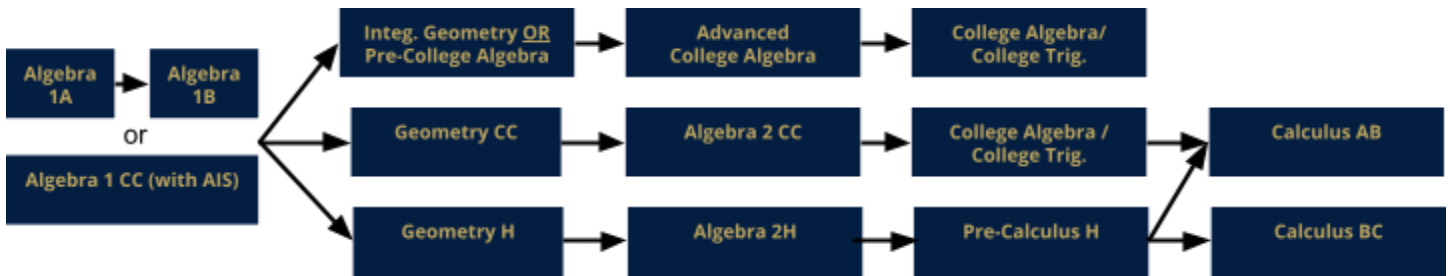 Algebra
1A
Algebra
1B
or
Algebra 1 CC (with AIS)
Integ. Geometry OR
Pre-College Algebra
Advanced
College Algebra
College Algebra/
College Trig.
Geometry CC
Algebra 2 CC
College Algebra /
College Trig.
Calculus AB
Geometry H
Algebra 2H
Pre-Calculus H
Calculus BC